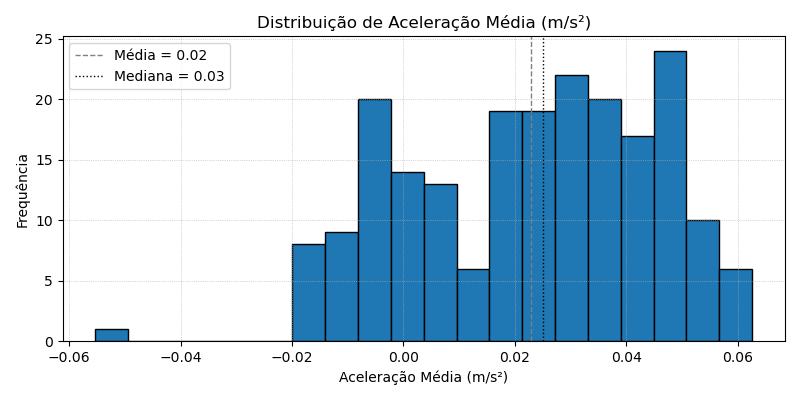 Distribuição de Aceleração Média (m/s²)
Média = 0.02
Mediana = 0.03
Frequência
25
20
15
10
5
0
−0.06 −0.04 −0.02 0.00 0.02 0.04 0.06
Aceleração Média (m/s²)